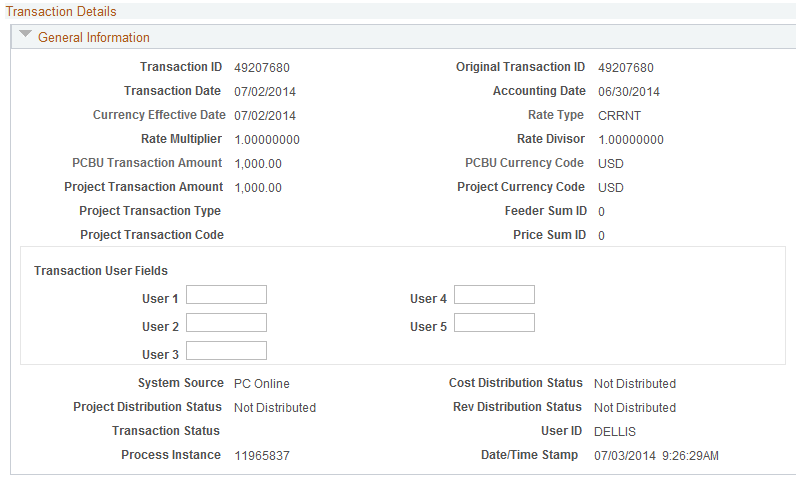 Transaction Details
General Information
Transaction ID 49207680 Original Transaction ID 49207680
Transaction Date 07/02/2014 Accounting Date 06/30/2014
Currency Effective Date 07/02/2014 Rate Type CRRNT
Rate Multiplier 1.00000000 Rate Divisor 1.00000000
PCBU Transaction Amount 1,000.00 PCBU Currency Code USD
Project Transaction Amount 1,000.00 Project Currency Code USD
Project Transaction Type Feeder Sum ID 0
Project Transaction Code Price Sum ID 0
Transaction User Fields
User 1 User 4
User 2 User 5
User 3
System Source PC Online Cost Distribution Status Not Distributed
Project Distribution Status Not Distributed Rev Distribution Status Not Distributed
Transaction Status User ID DELLIS
Process Instance 11965837 Date/Time Stamp 07/03/2014 9:26:29AM